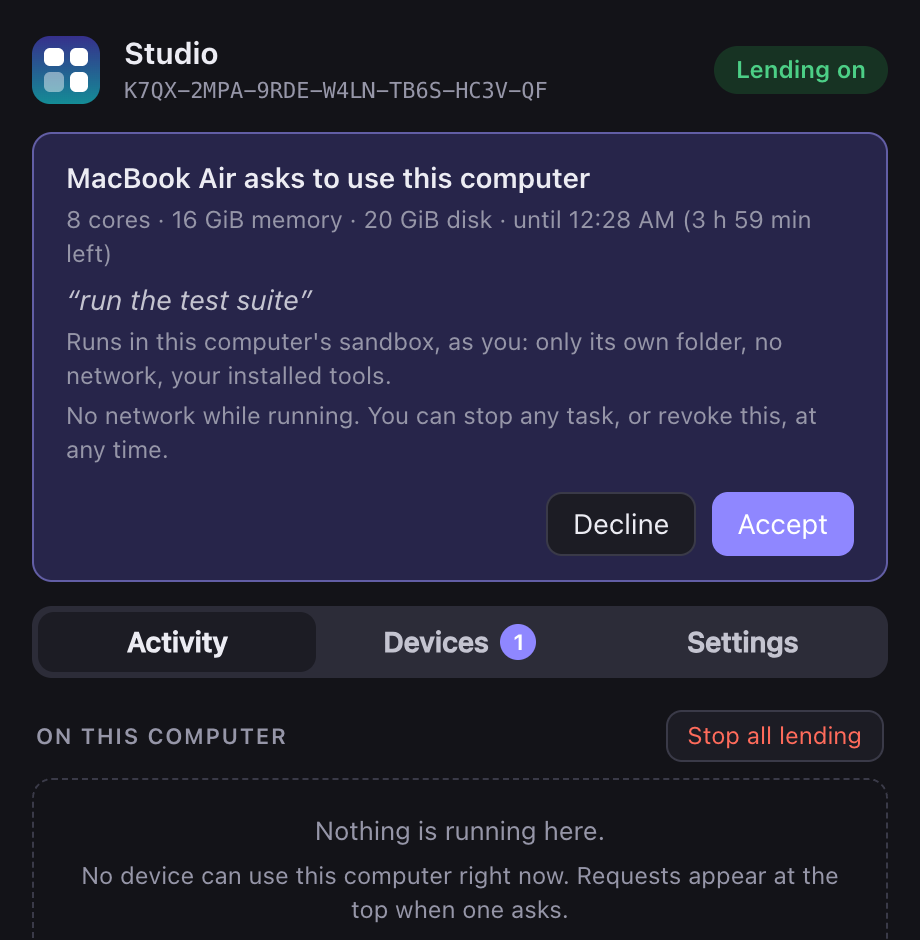 Studio
K7QX–2MPA–9RDE–W4LN–TB6S–HC3V–QF
Lending on
MacBook Air asks to use this computer
8 cores · 16 GiB memory · 20 GiB disk · until 12:28 AM (3 h 59 min
left)
“run the test suite”
Runs in this computer's sandbox, as you: only its own folder, no
network, your installed tools.
No network while running. You can stop any task, or revoke this, at
any time.
Decline
Accept
Activity
Devices 1
Settings
ON THIS COMPUTER
Stop all lending
Nothing is running here.
No device can use this computer right now. Requests appear at the
top when one asks.